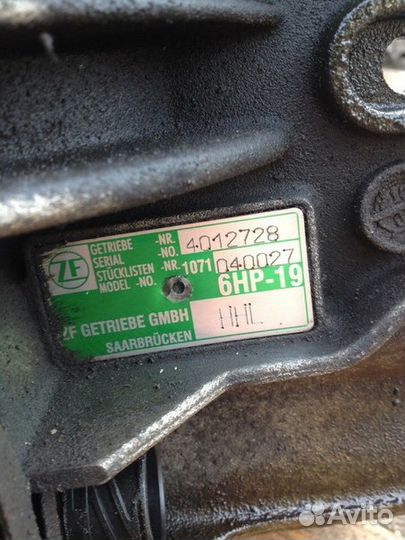 ZF
GETRIEBE -NR. 4012728
SERIAL -NO.
STÜCKLISTEN -NR. 1071 040027
MODEL -NO.
6HP-19
ZF GETRIEBE GMBH HHL
SAARBRÜCKEN
Avito